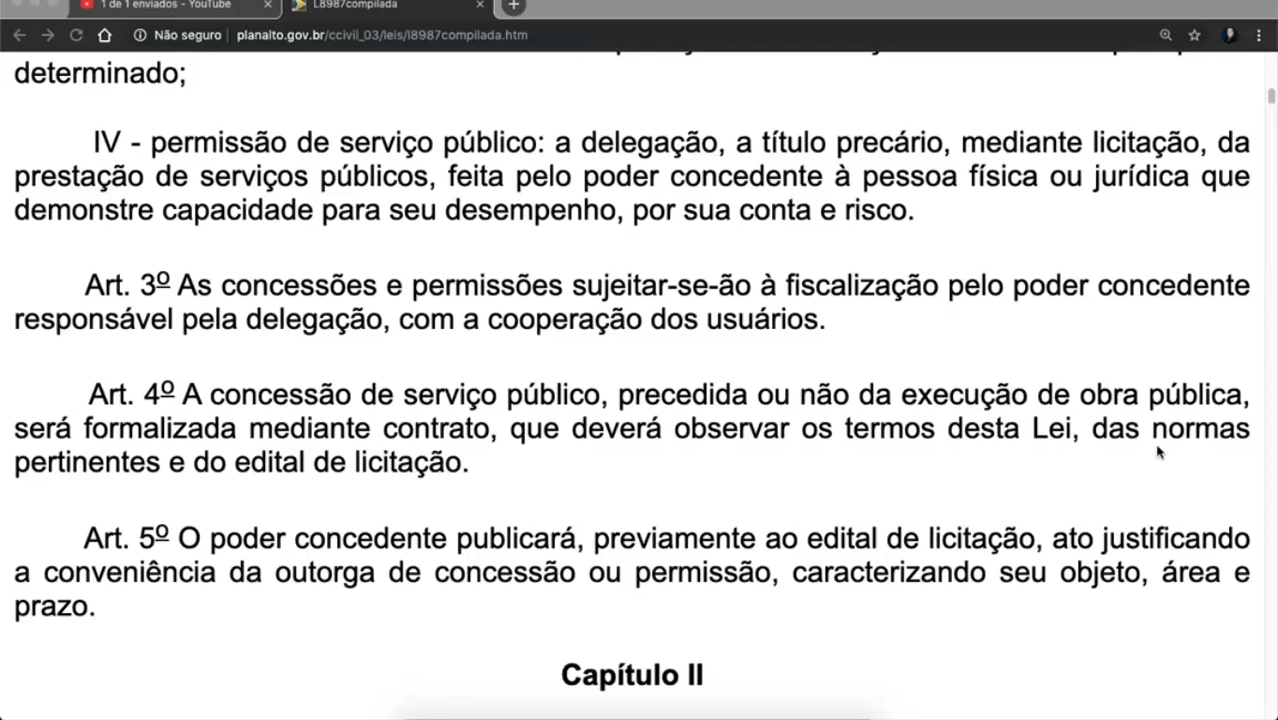 1 de 1 enviados - YouTube
L8987compilada
Não seguro
planalto.gov.br/ccivil_03/leis/l8987compilada.htm
determinado;
IV - permissão de serviço público: a delegação, a título precário, mediante licitação, da
prestação de serviços públicos, feita pelo poder concedente à pessoa física ou jurídica que
demonstre capacidade para seu desempenho, por sua conta e risco.
Art. 3º As concessões e permissões sujeitar-se-ão à fiscalização pelo poder concedente
responsável pela delegação, com a cooperação dos usuários.
Art. 4º A concessão de serviço público, precedida ou não da execução de obra pública,
será formalizada mediante contrato, que deverá observar os termos desta Lei, das normas
pertinentes e do edital de licitação.
Art. 5º O poder concedente publicará, previamente ao edital de licitação, ato justificando
a conveniência da outorga de concessão ou permissão, caracterizando seu objeto, área e
prazo.
Capítulo II